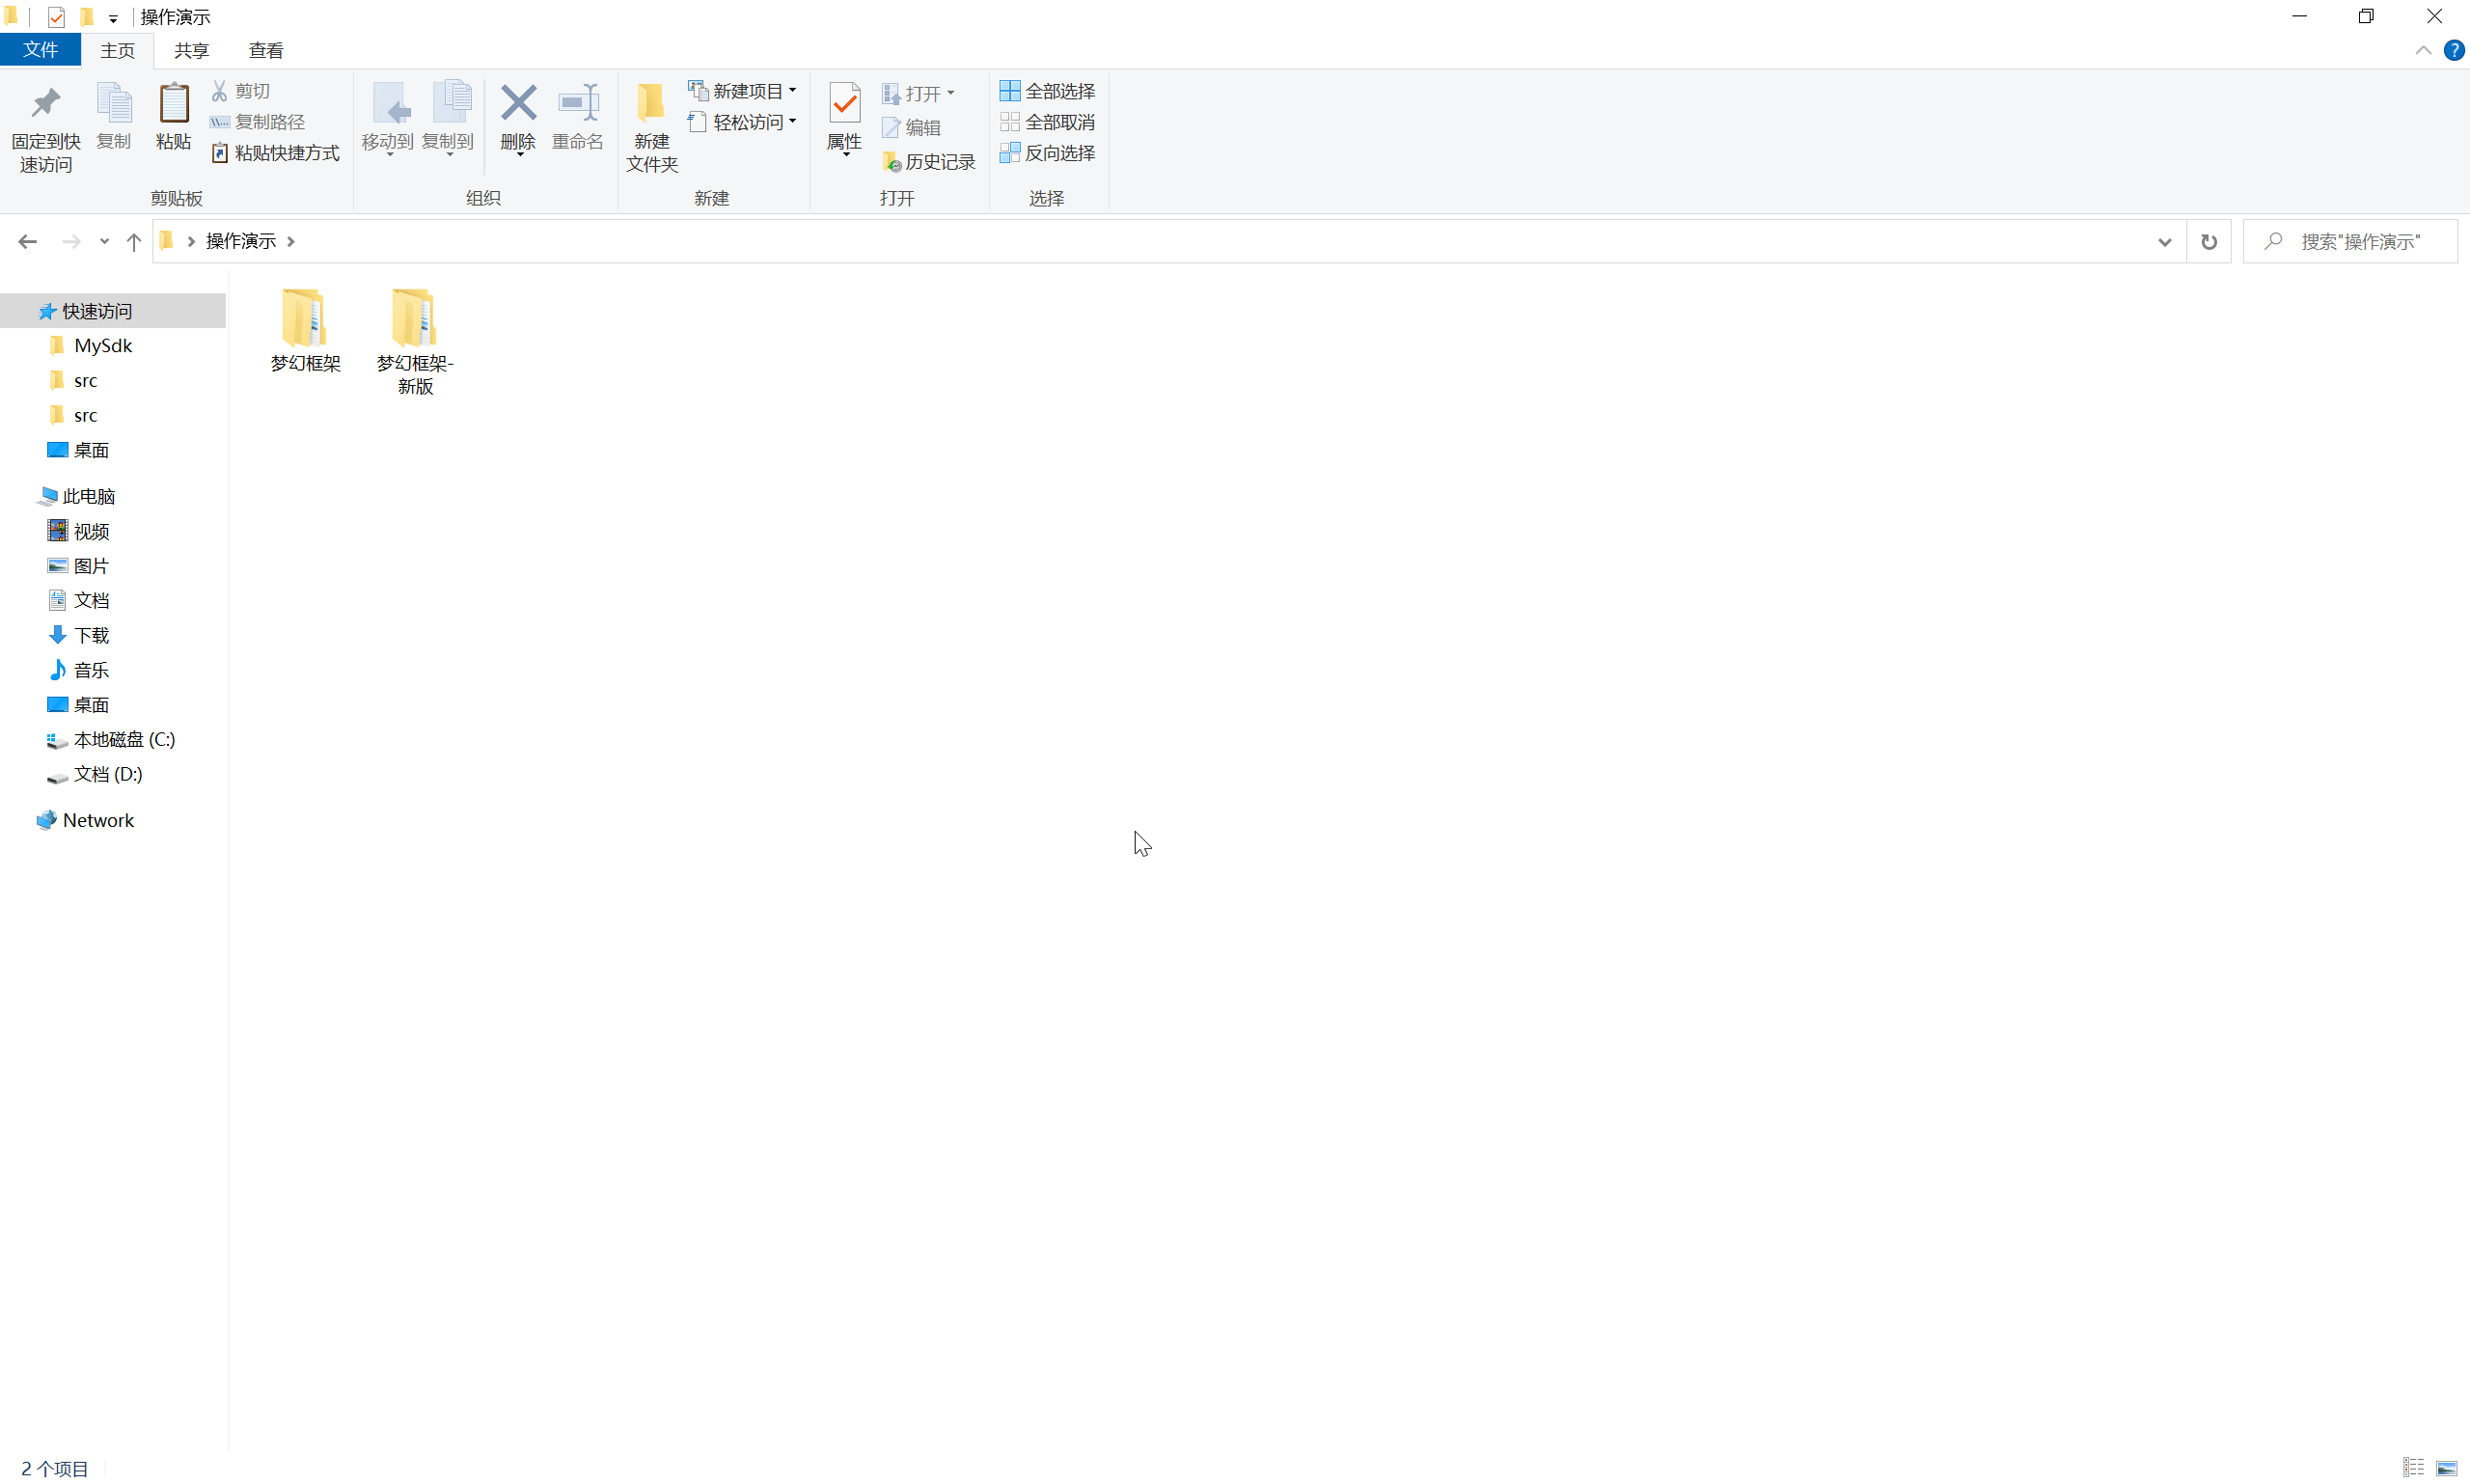 操作演示
文件 主页 共享 查看
固定到快
速访问
复制
粘贴
剪切
复制路径
粘贴快捷方式
剪贴板
移动到
复制到
删除
重命名
组织
新建
文件夹
新建项目
轻松访问
新建
属性
打开
编辑
历史记录
打开
全部选择
全部取消
反向选择
选择
操作演示
搜索"操作演示"
快速访问
MySdk
src
src
桌面
此电脑
视频
图片
文档
下载
音乐
桌面
本地磁盘 (C:)
文档 (D:)
Network
梦幻框架
梦幻框架-
新版
2 个项目